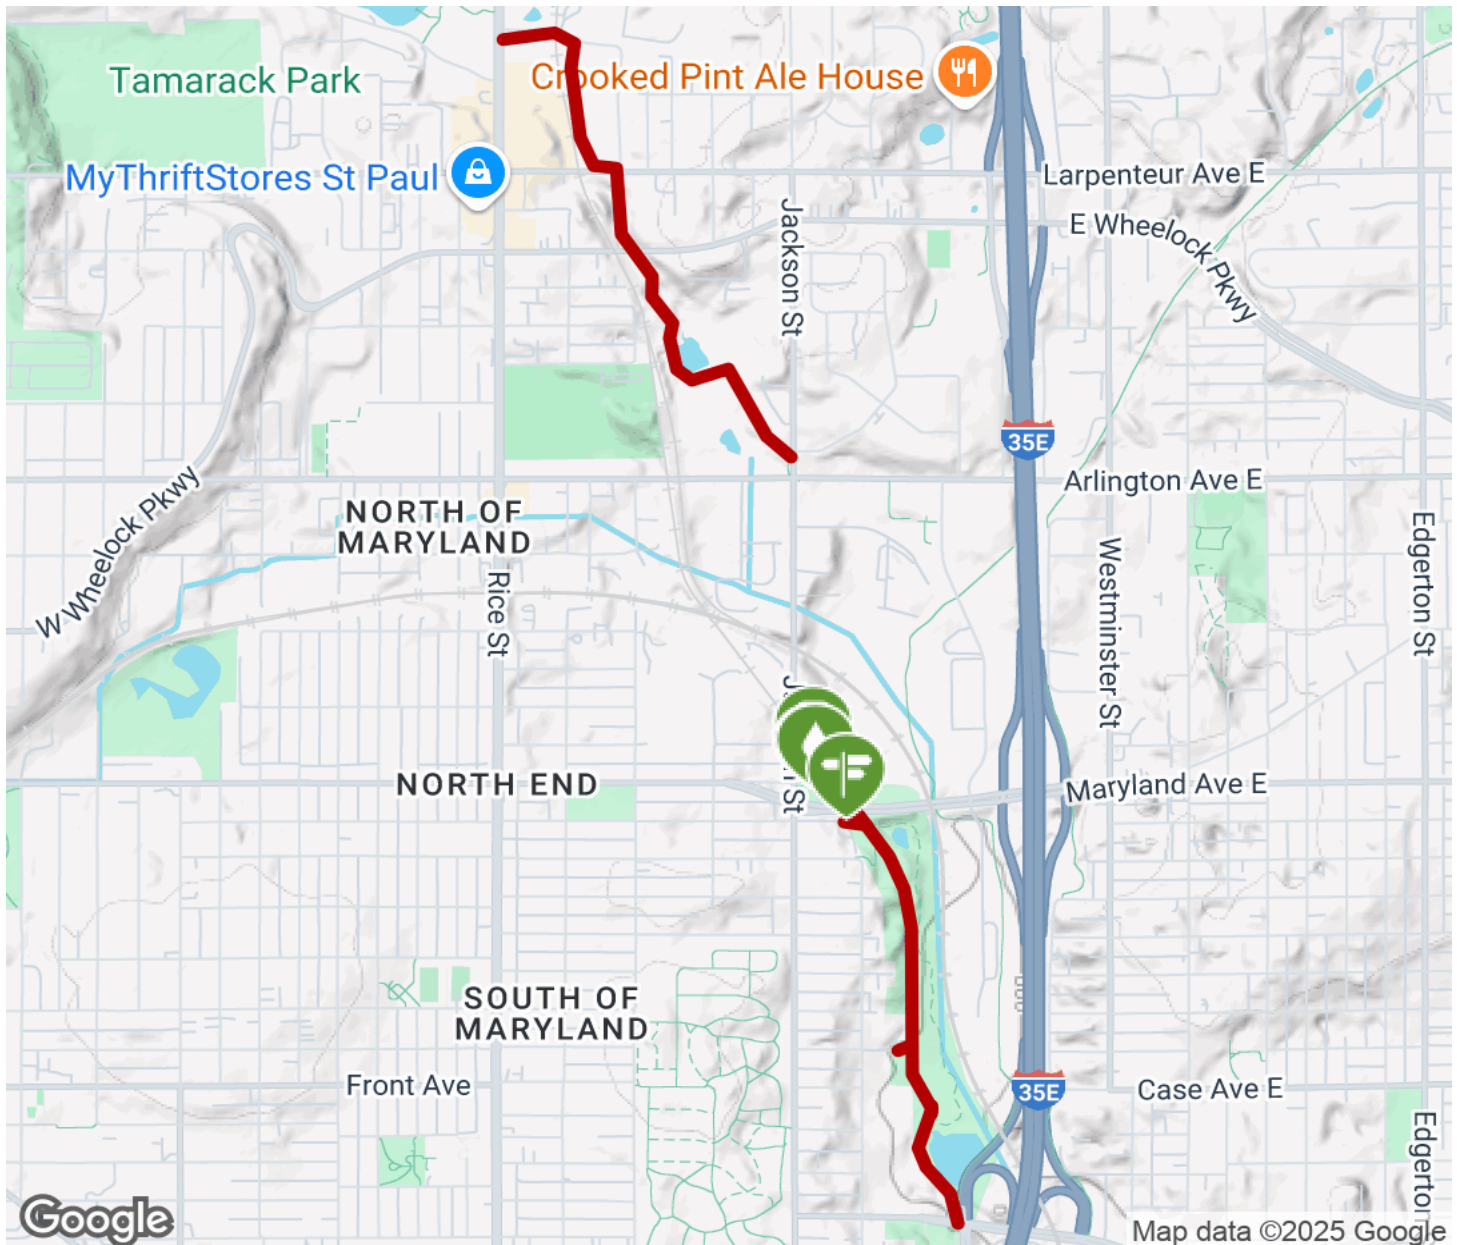 Tamarack Park
Crooked Pint Ale House
MyThriftStores St Paul
Larpenteur Ave E
Jackson St
E Wheelock Pkwy
35E
Arlington Ave E
W Wheelock Pkwy
NORTH OF
MARYLAND
Rice St
Westminster St
Edgerton St
NORTH END
Maryland Ave E
St
SOUTH OF
MARYLAND
Front Ave
35E
Case Ave E
Edgerton
Google
Map data ©2025 Google